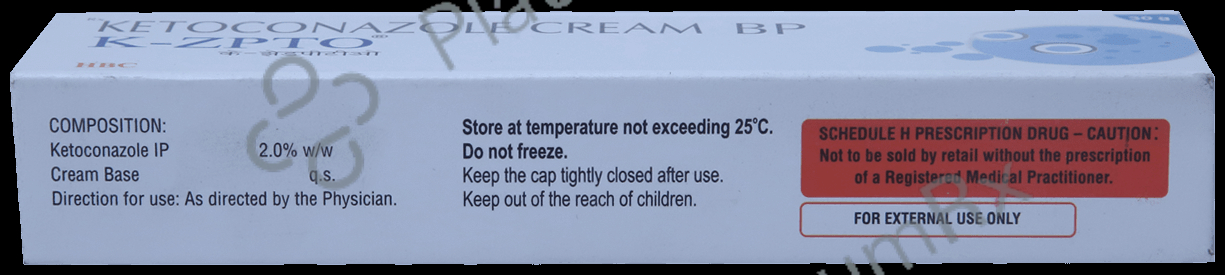 KETOCONAZOLE CREAM BP
30 g
K-ZPTO®
HBC
COMPOSITION:
Ketoconazole IP 2.0% w/w
Cream Base q.s.
Direction for use: As directed by the Physician.
Store at temperature not exceeding 25°C.
Do not freeze.
Keep the cap tightly closed after use.
Keep out of the reach of children.
SCHEDULE H PRESCRIPTION DRUG – CAUTION:
Not to be sold by retail without the prescription
of a Registered Medical Practitioner.
FOR EXTERNAL USE ONLY